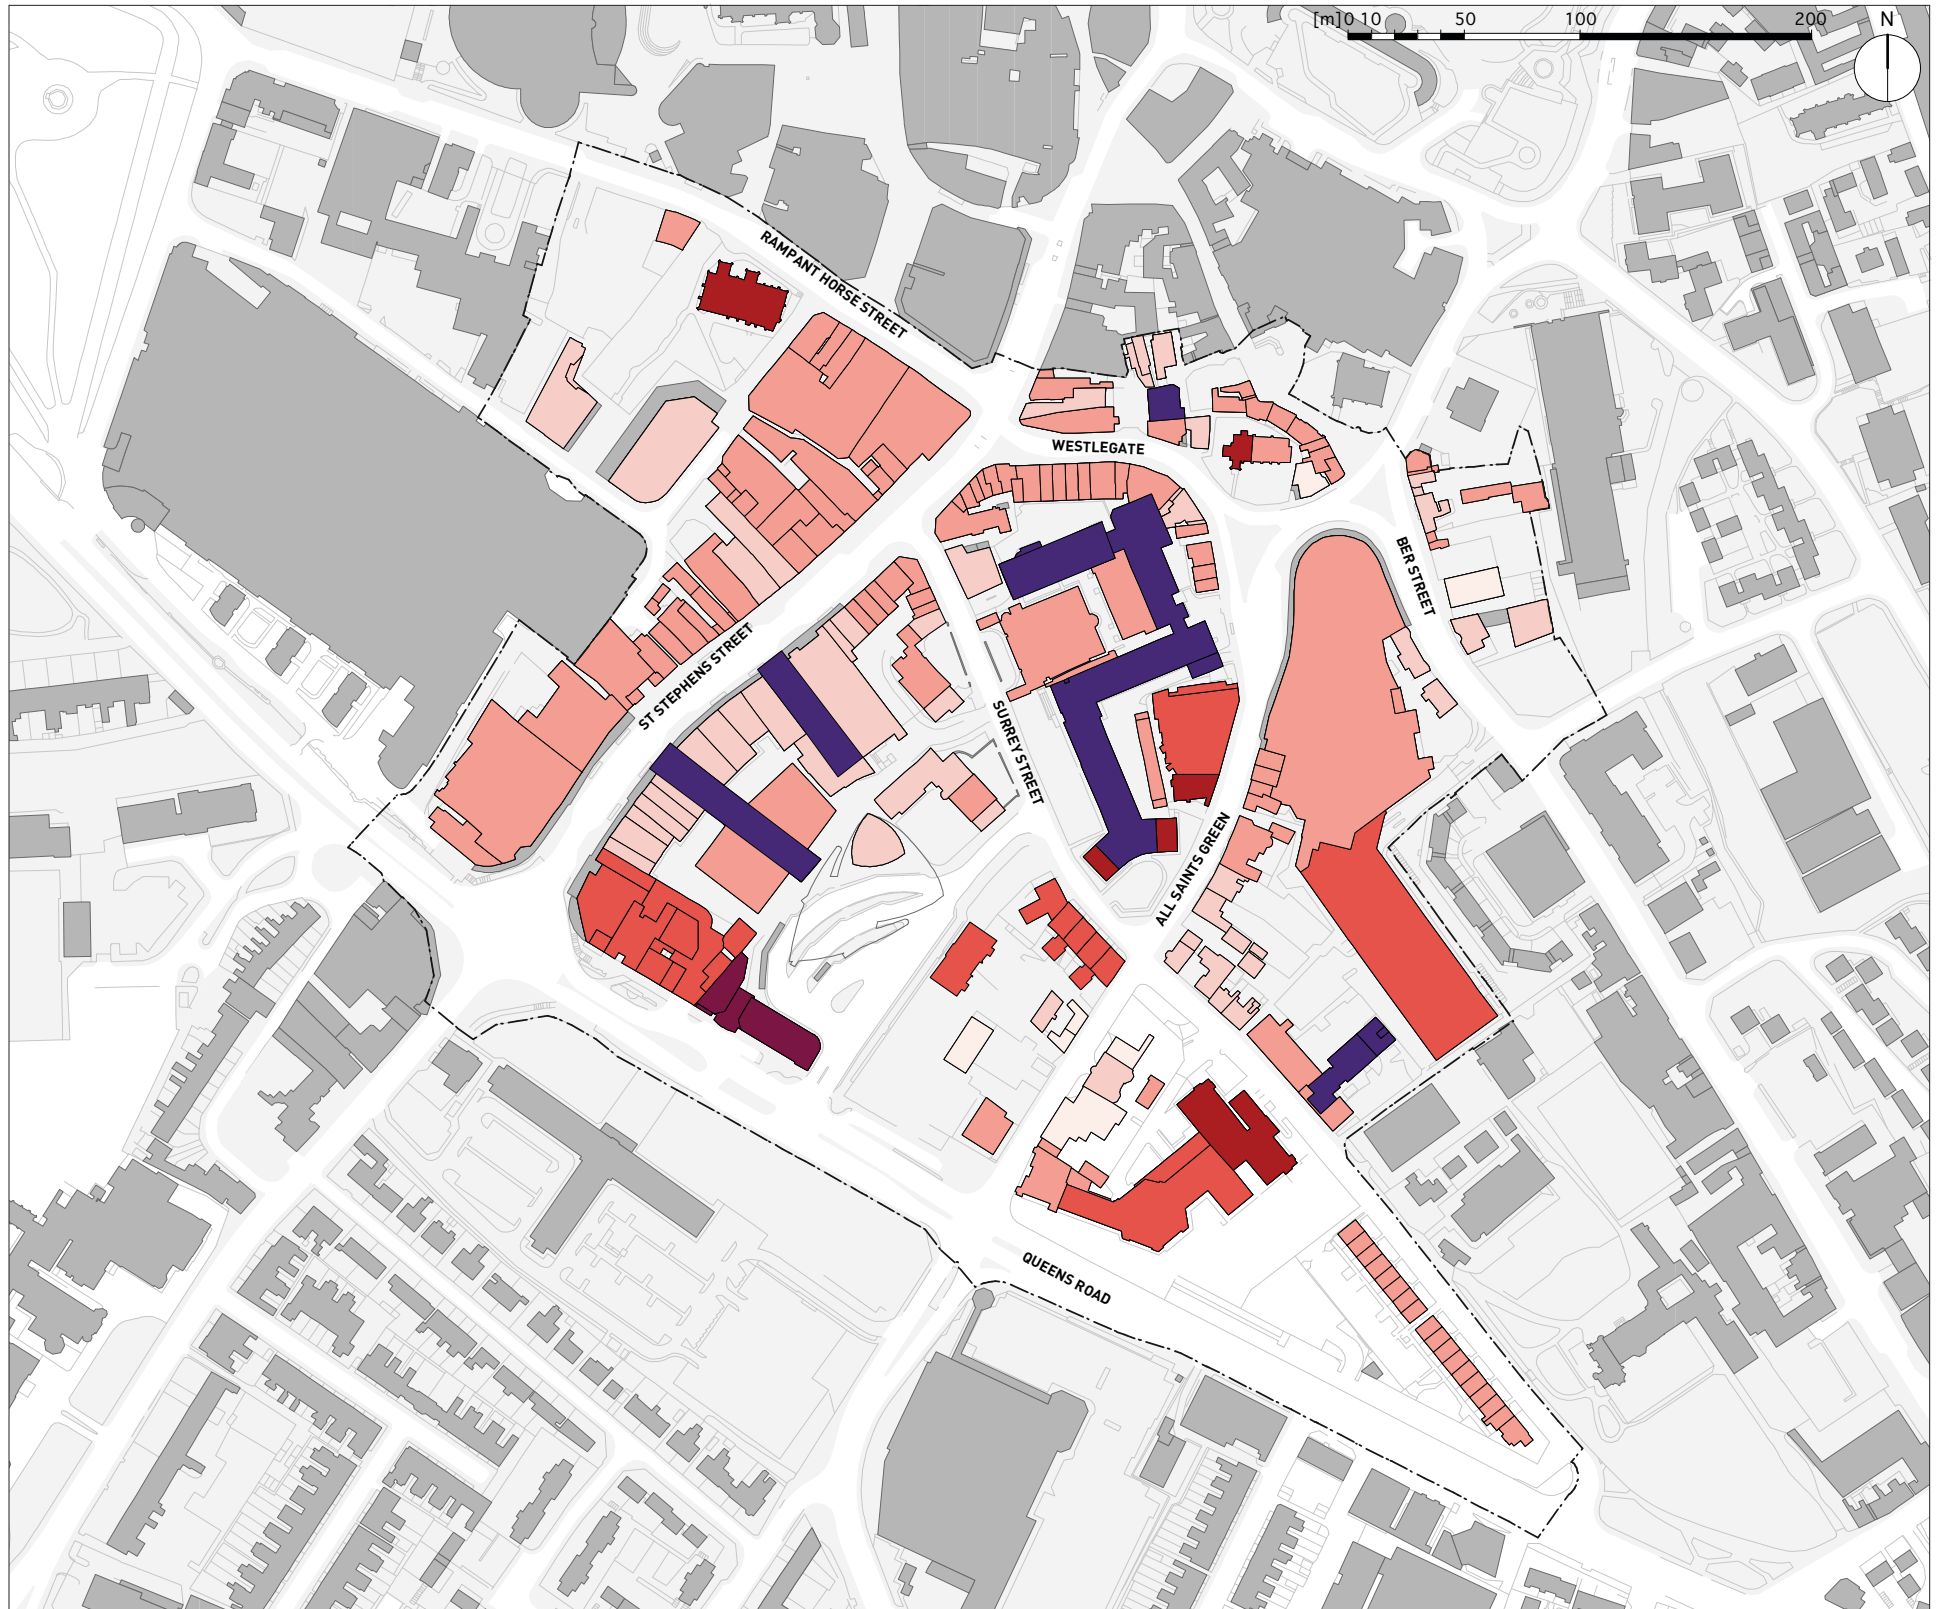 [m] 0 10 50 100 200 N
RAMPANT HORSE STREET
WESTLEGATE
BER STREET
ST STEPHENS STREET
SURREY STREET
ALL SAINTS GREEN
QUEENS ROAD